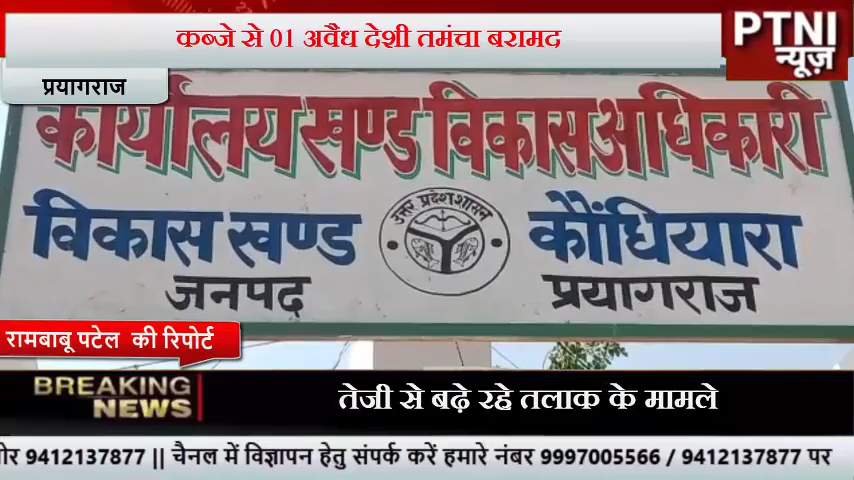 कब्जे से 01 अवैध देशी तमंचा बरामद
PTNI
न्यूज़
प्रयागराज
कार्यालय खण्ड विकास अधिकारी
उत्तर प्रदेश शासन
विकास खण्ड कौंधियारा
जनपद प्रयागराज
रामबाबू पटेल की रिपोर्ट
BREAKING
NEWS
तेजी से बढ़े रहे तलाक के मामले
9412137877 || चैनल में विज्ञापन हेतु संपर्क करें हमारे नंबर 9997005566 / 9412137877 पर